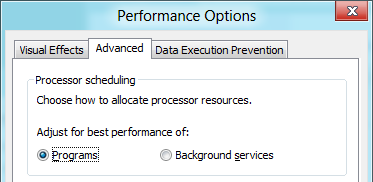 Performance Options
Visual Effects Advanced Data Execution Prevention
Processor scheduling
Choose how to allocate processor resources.
Adjust for best performance of:
Programs Background services